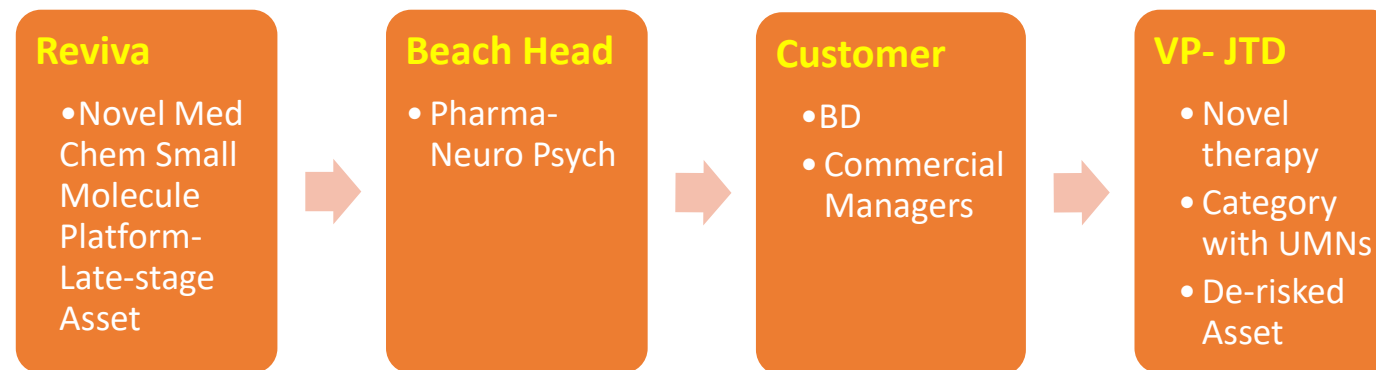 Reviva
•Novel Med
Chem Small
Molecule
Platform-
Late-stage
Asset
Beach Head
• Pharma-
Neuro Psych
Customer
•BD
• Commercial
Managers
VP- JTD
• Novel
therapy
• Category
with UMNs
• De-risked
Asset